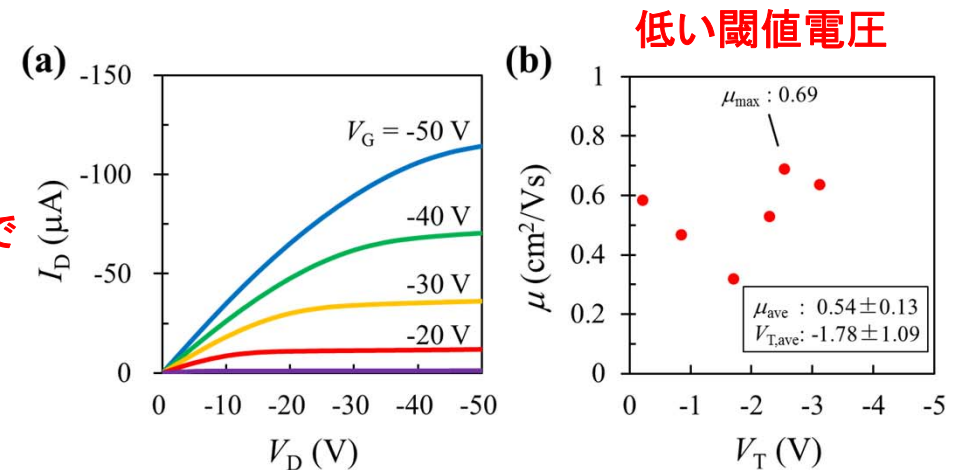 低い閾値電圧
(a)
-150
-100
-50
0
I_D (μA)
で
V_G = -50 V
-40 V
-30 V
-20 V
0 -10 -20 -30 -40 -50
V_D (V)
(b)
1
0.8
0.6
0.4
0.2
0
μ (cm²/Vs)
μ_max : 0.69
μ_ave : 0.54±0.13
V_T,ave: -1.78±1.09
0 -1 -2 -3 -4 -5
V_T (V)